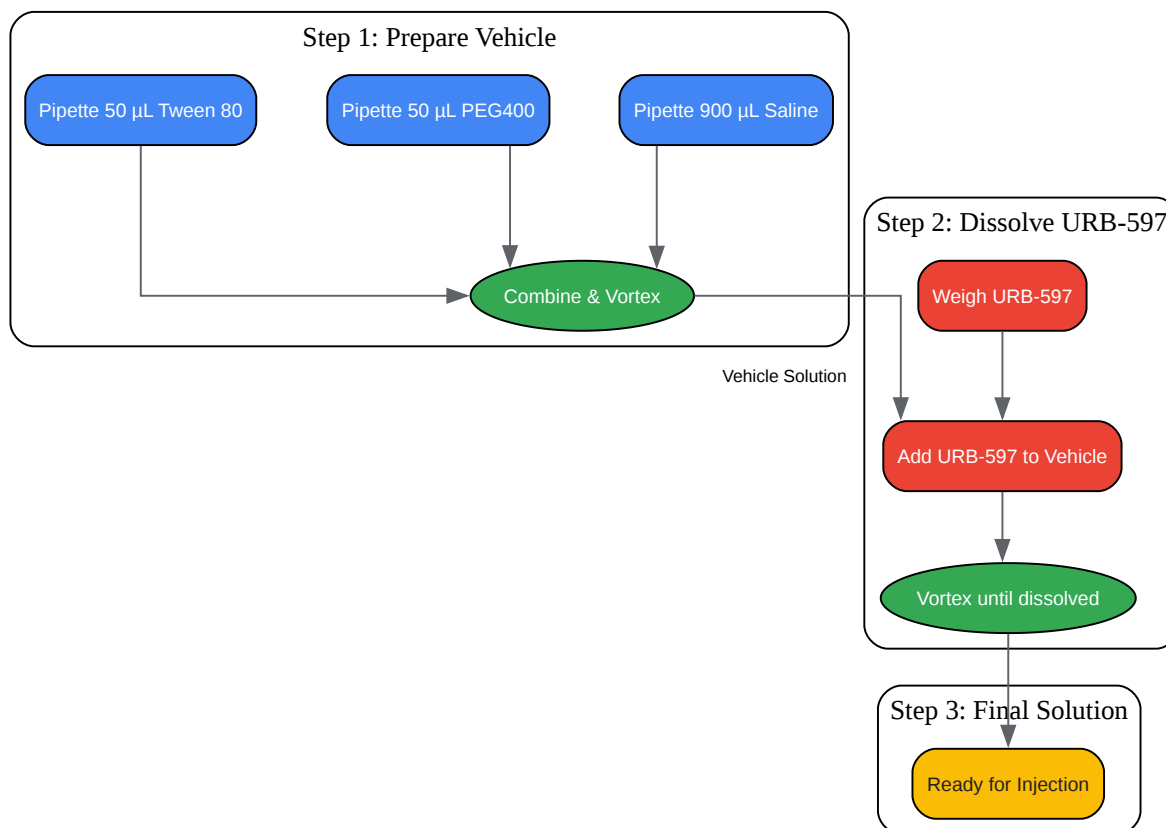 Step 1: Prepare Vehicle
Pipette 50 µL Tween 80
Pipette 50 µL PEG400
Pipette 900 µL Saline
Combine & Vortex
Vehicle Solution
Step 2: Dissolve URB-597
Weigh URB-597
Add URB-597 to Vehicle
Vortex until dissolved
Step 3: Final Solution
Ready for Injection